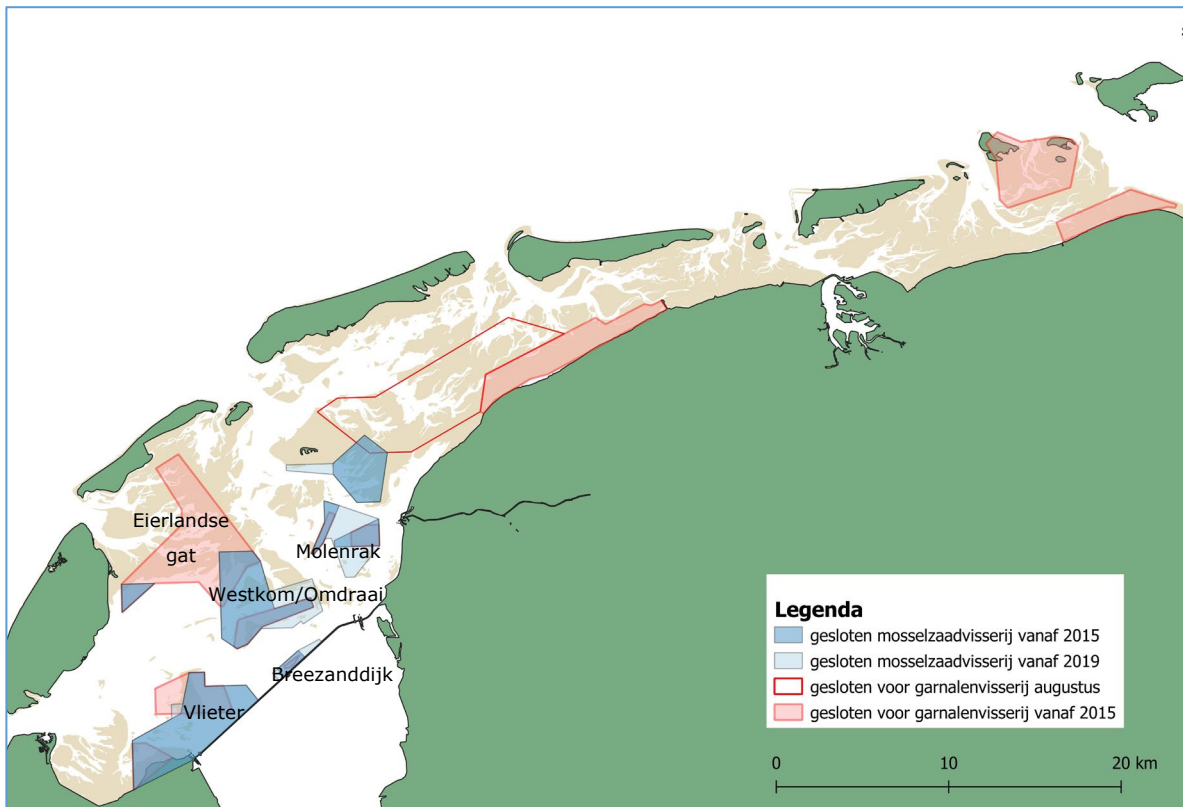 Eierlandse
gat
Molenrak
Westkom/Omdraai
Breezanddijk
Vlieter
Legenda
gesloten mosselzaadvisserij vanaf 2015
gesloten mosselzaadvisserij vanaf 2019
gesloten voor garnalenvisserij augustus
gesloten voor garnalenvisserij vanaf 2015
0 10 20 km